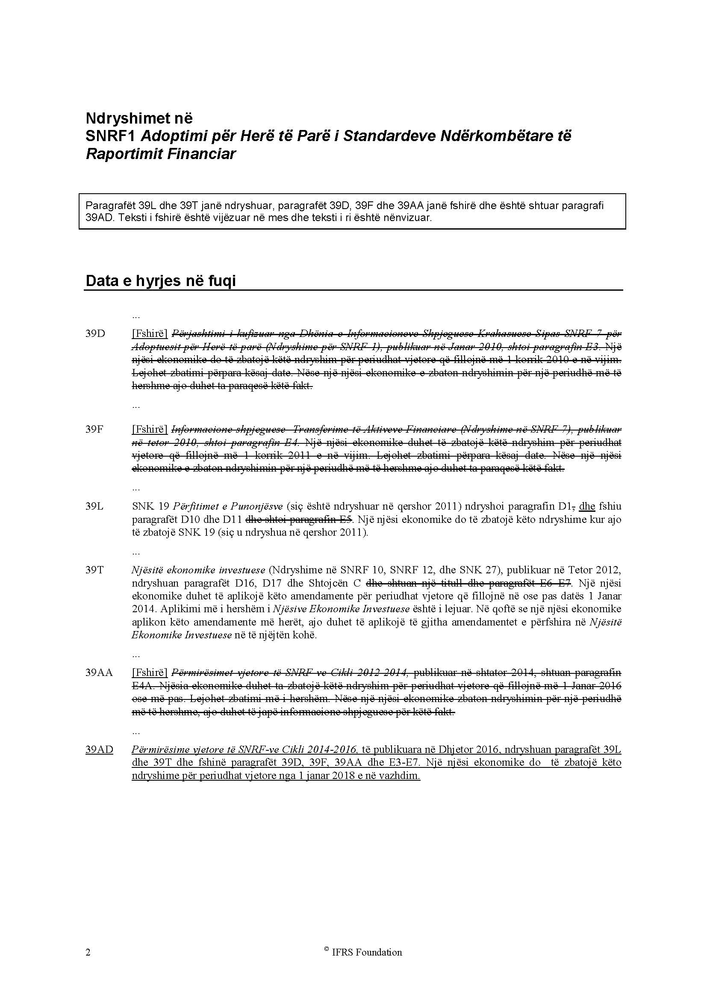 Ndryshimet në
SNRF1 Adoptimi për Herë të Parë i Standardeve Ndërkombëtare të
Raportimit Financiar
Paragrafët 39L dhe 39T janë ndryshuar, paragrafët 39D, 39F dhe 39AA janë fshirë dhe është shtuar paragrafi
39AD. Teksti i fshirë është vijëzuar në mes dhe teksti i ri është nënvizuar.
Data e hyrjes në fuqi
...
39D [Fshirë] Përjashtimi i kufizuar nga Dhënia e Informacioneve Shpjeguese Krahasuese Sipas SNRF 7 për
Adoptuesit për Herë të parë (Ndryshime për SNRF 1), publikuar në Janar 2010, shtoi paragrafin E3. Një
njësi ekonomike do të zbatojë këtë ndryshim për periudhat vjetore që fillojnë më 1 korrik 2010 e në vijim.
Lejohet zbatimi përpara kësaj date. Nëse një njësi ekonomike e zbaton ndryshimin për një periudhë më të
hershme ajo duhet ta paraqesë këtë fakt.
...
39F [Fshirë] Informacione shpjeguese Transferime të Aktiveve Financiare (Ndryshime në SNRF 7), publikuar
në tetor 2010, shtoi paragrafin E4. Një njësi ekonomike duhet të zbatojë këtë ndryshim për periudhat
vjetore që fillojnë më 1 korrik 2011 e në vijim. Lejohet zbatimi përpara kësaj date. Nëse një njësi
ekonomike e zbaton ndryshimin për një periudhë më të hershme ajo duhet ta paraqesë këtë fakt.
...
39L SNK 19 Përfitimet e Punonjësve (siç është ndryshuar në qershor 2011) ndryshoi paragrafin D1, dhe fshiu
paragrafët D10 dhe D11 dhe shtoi paragrafin E5. Një njësi ekonomike do të zbatojë këto ndryshime kur ajo
të zbatojë SNK 19 (siç u ndryshua në qershor 2011).
...
39T Njësitë ekonomike investuese (Ndryshime në SNRF 10, SNRF 12, dhe SNK 27), publikuar në Tetor 2012,
ndryshuan paragrafët D16, D17 dhe Shtojcën C dhe shtuan një titull dhe paragrafët E6 E7. Një njësi
ekonomike duhet të aplikojë këto amendamente për periudhat vjetore që fillojnë në ose pas datës 1 Janar
2014. Aplikimi më i hershëm i Njësive Ekonomike Investuese është i lejuar. Në qoftë se një njësi ekonomike
aplikon këto amendamente më herët, ajo duhet të aplikojë të gjitha amendamentet e përfshira në Njësitë
Ekonomike Investuese në të njëjtën kohë.
...
39AA [Fshirë] Përmirësimet vjetore të SNRF ve Cikli 2012 2014, publikuar në shtator 2014, shtuan paragrafin
E4A. Njësia ekonomike duhet ta zbatojë këtë ndryshim për periudhat vjetore që fillojnë më 1 Janar 2016
ose më pas. Lejohet zbatimi më i hershëm. Nëse një njësi ekonomike zbaton ndryshimin për një periudhë
më të hershme, ajo duhet të japë informacione shpjeguese për këtë fakt.
...
39AD Përmirësime vjetore të SNRF-ve Cikli 2014-2016, të publikuara në Dhjetor 2016, ndryshuan paragrafët 39L
dhe 39T dhe fshinë paragrafët 39D, 39F, 39AA dhe E3-E7. Një njësi ekonomike do të zbatojë këto
ndryshime për periudhat vjetore nga 1 janar 2018 e në vazhdim.
2 © IFRS Foundation